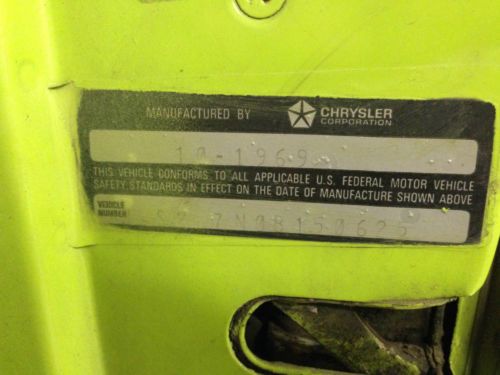 MANUFACTURED BY CHRYSLER CORPORATION
10-1969
THIS VEHICLE CONFORMS TO ALL APPLICABLE U.S. FEDERAL MOTOR VEHICLE
SAFETY STANDARDS IN EFFECT ON THE DATE OF MANUFACTURE SHOWN ABOVE
VEHICLE NUMBER